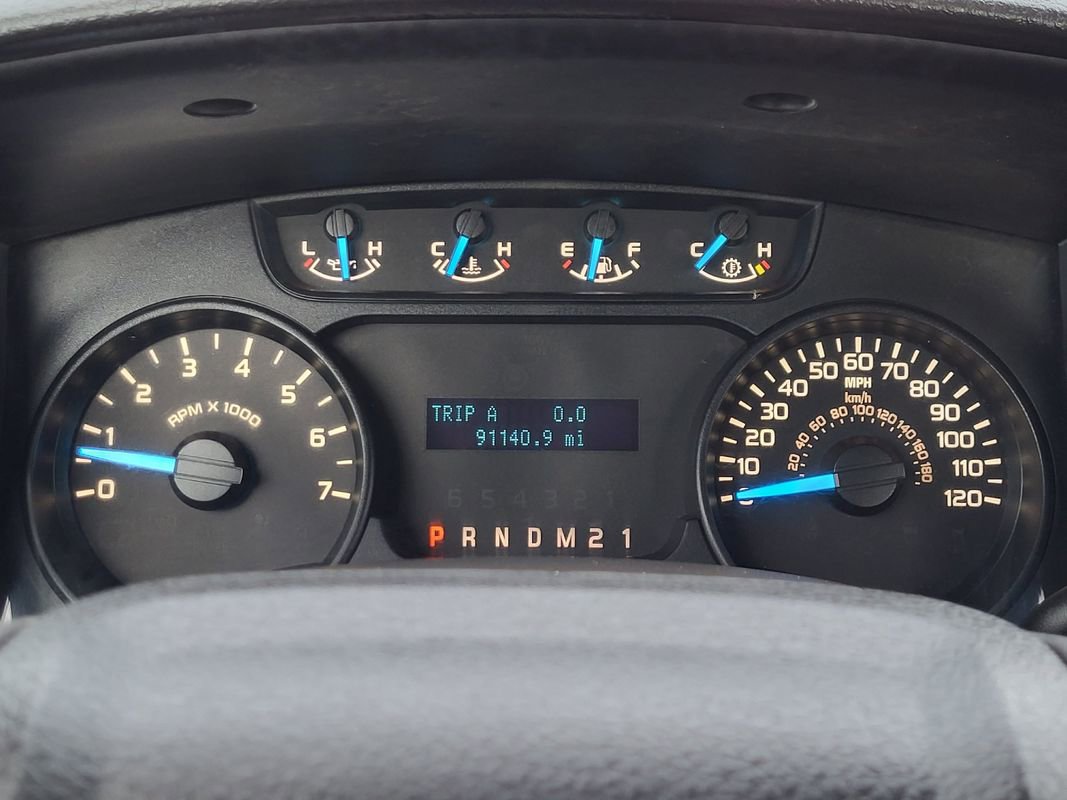 L H
C H
E F
C H
0 1 2 3 4 5 6 7
RPM X 1000
TRIP A 0.0
91140.9 mi
6 5 4 3 2 1
P R N D M 2 1
10 20 30 40 50 60 70 80 90 100 110 120
MPH
km/h
20 40 60 80 100 120 140 160 180